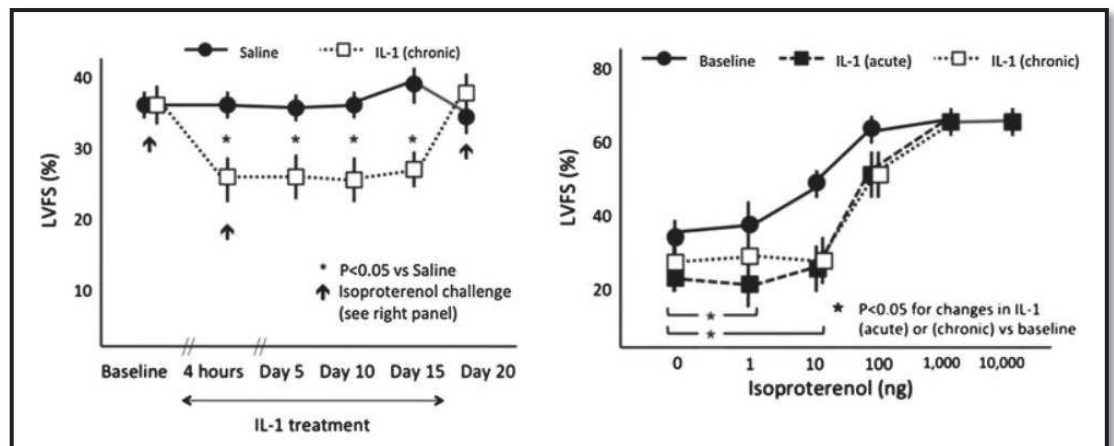 Saline
IL-1 (chronic)
40
30
20
10
LVFS (%)
* * * *
* P<0.05 vs Saline
Isoproterenol challenge
(see right panel)
Baseline 4 hours Day 5 Day 10 Day 15 Day 20
IL-1 treatment
Baseline
IL-1 (acute)
IL-1 (chronic)
80
60
40
20
LVFS (%)
*
*
* P<0.05 for changes in IL-1
(acute) or (chronic) vs baseline
0 1 10 100 1,000 10,000
Isoproterenol (ng)